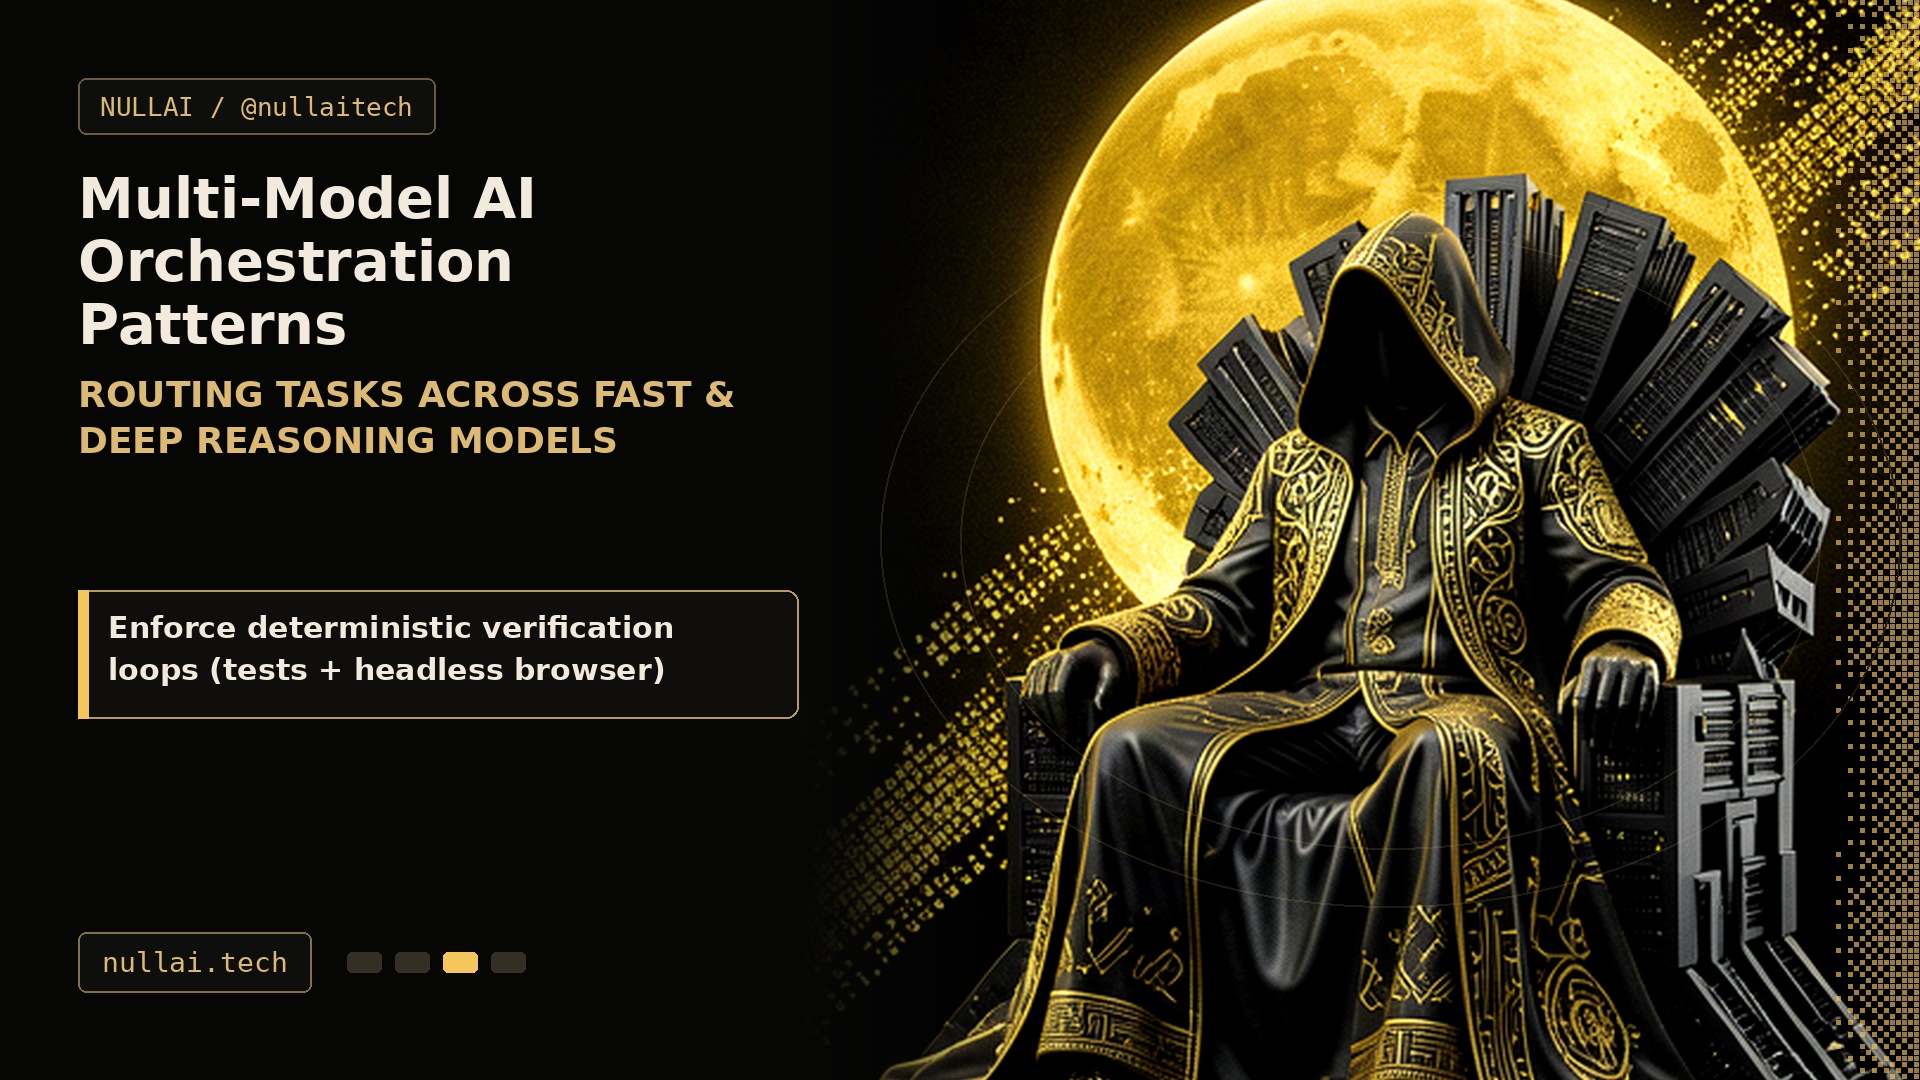 NULLAI / @nullaitech
Multi-Model AI
Orchestration
Patterns
ROUTING TASKS ACROSS FAST &
DEEP REASONING MODELS
Enforce deterministic verification
loops (tests + headless browser)
nullai.tech